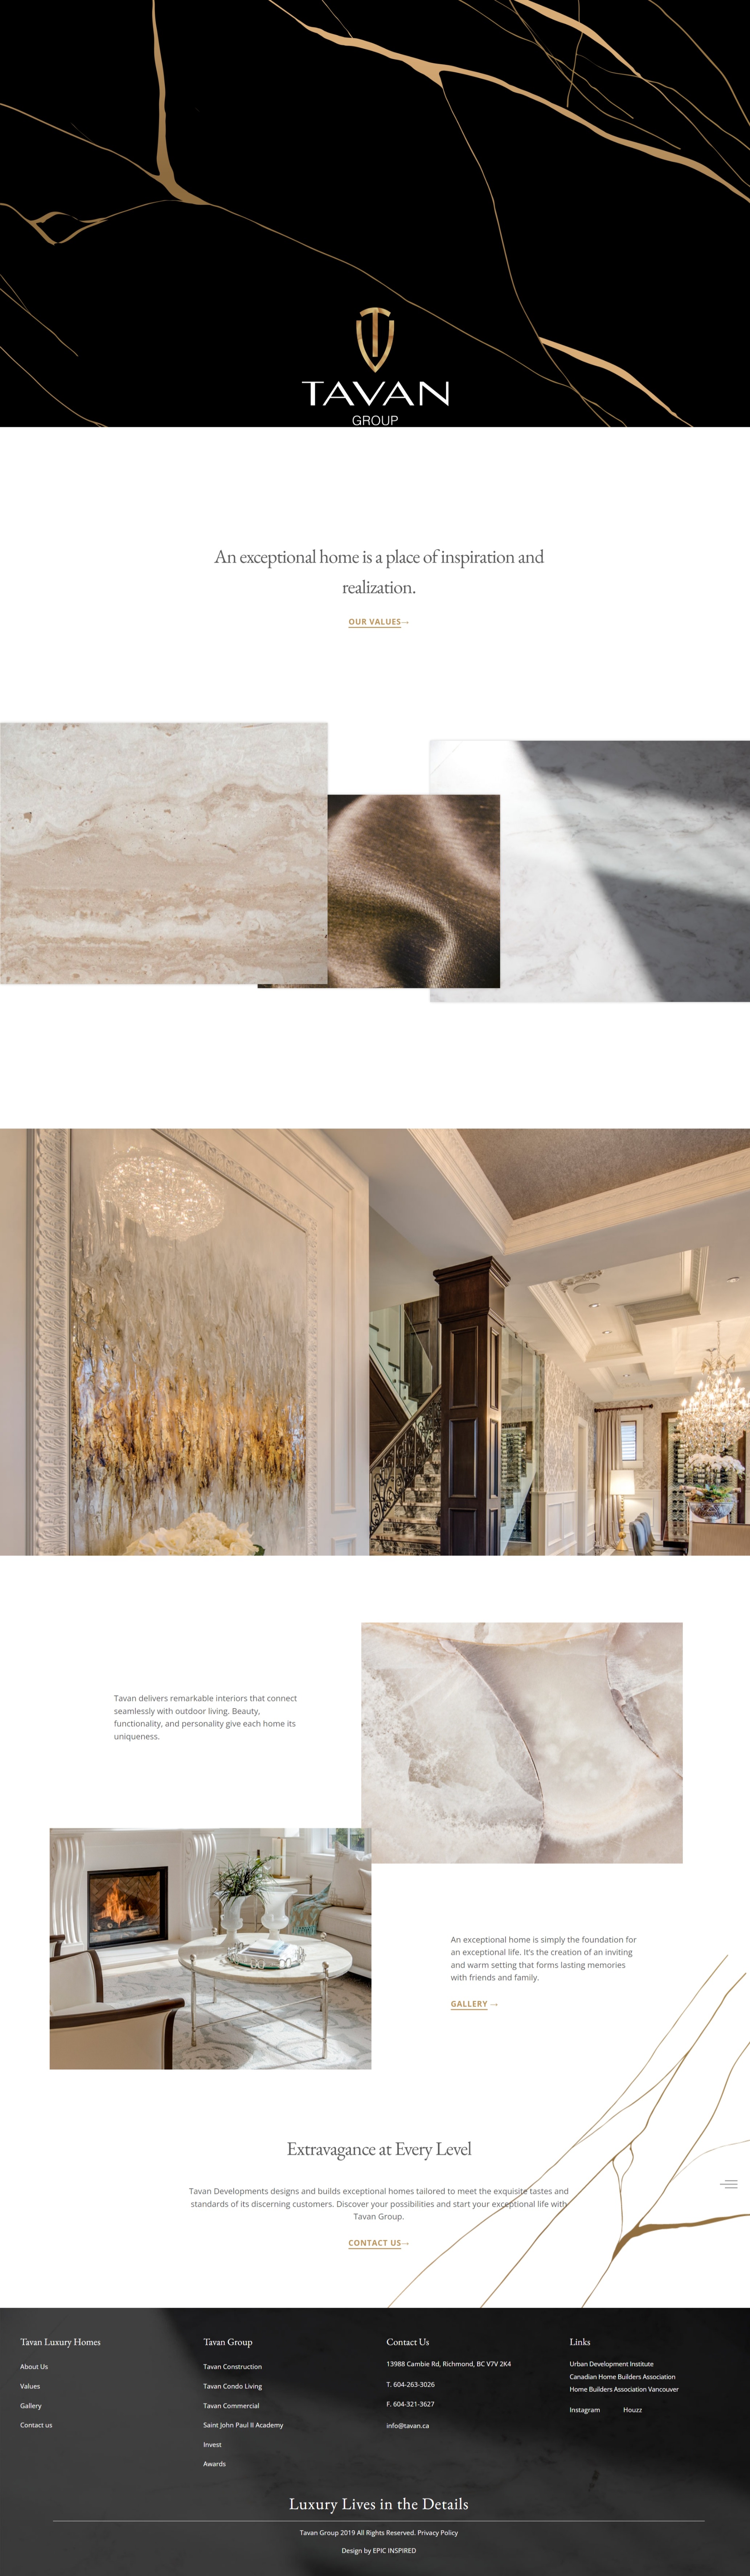 TAVAN
GROUP
An exceptional home is a place of inspiration and
realization.
OUR VALUES→
Tavan delivers remarkable interiors that connect
seamlessly with outdoor living. Beauty,
functionality, and personality give each home its
uniqueness.
An exceptional home is simply the foundation for
an exceptional life. It's the creation of an inviting
and warm setting that forms lasting memories
with friends and family.
GALLERY →
Extravagance at Every Level
Tavan Developments designs and builds exceptional homes tailored to meet the exquisite tastes and
standards of its discerning customers. Discover your possibilities and start your exceptional life with
Tavan Group.
CONTACT US→
Tavan Luxury Homes
About Us
Values
Gallery
Contact us
Tavan Group
Tavan Construction
Tavan Condo Living
Tavan Commercial
Saint John Paul II Academy
Invest
Awards
Contact Us
13988 Cambie Rd, Richmond, BC V7V 2K4
T. 604-263-3026
F. 604-321-3627
info@tavan.ca
Links
Urban Development Institute
Canadian Home Builders Association
Home Builders Association Vancouver
Instagram Houzz
Luxury Lives in the Details
Tavan Group 2019 All Rights Reserved. Privacy Policy
Design by EPIC INSPIRED